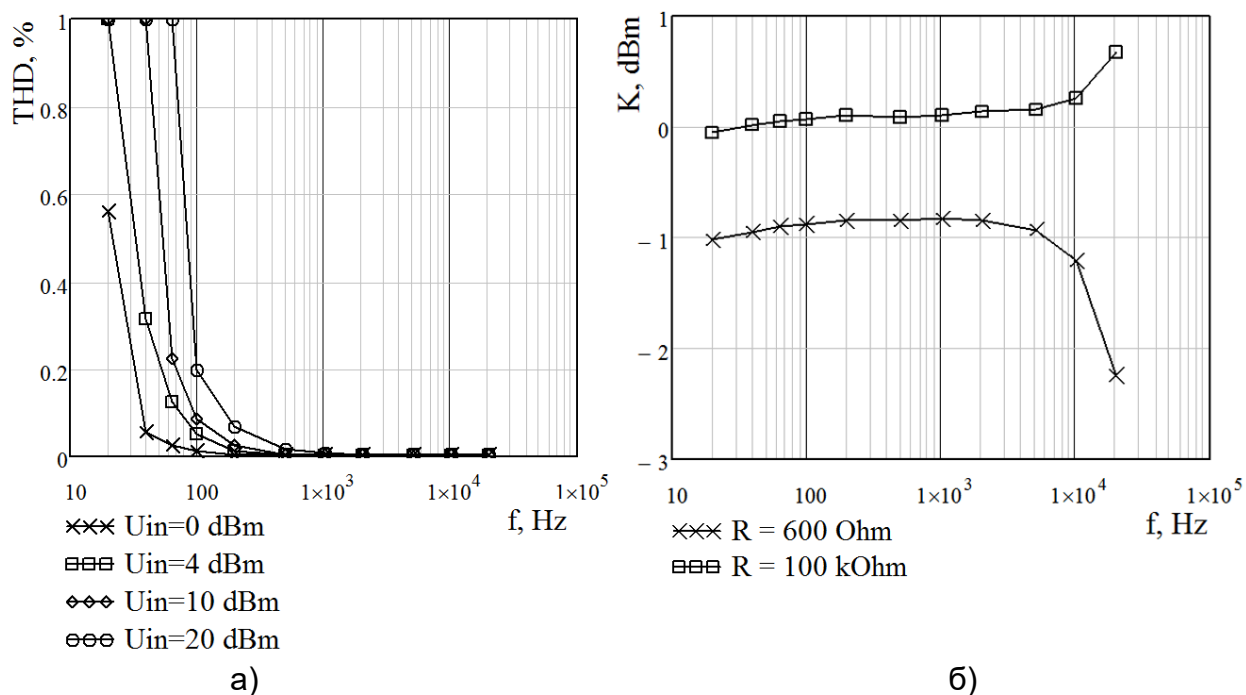 THD, %
1
0.8
0.6
0.4
0.2
0
10
100
1×10³
1×10⁴
1×10⁵
f, Hz
Uin=0 dBm
Uin=4 dBm
Uin=10 dBm
Uin=20 dBm
а)
K, dBm
1
0
− 1
− 2
− 3
10
100
1×10³
1×10⁴
1×10⁵
f, Hz
R = 600 Ohm
R = 100 kOhm
б)